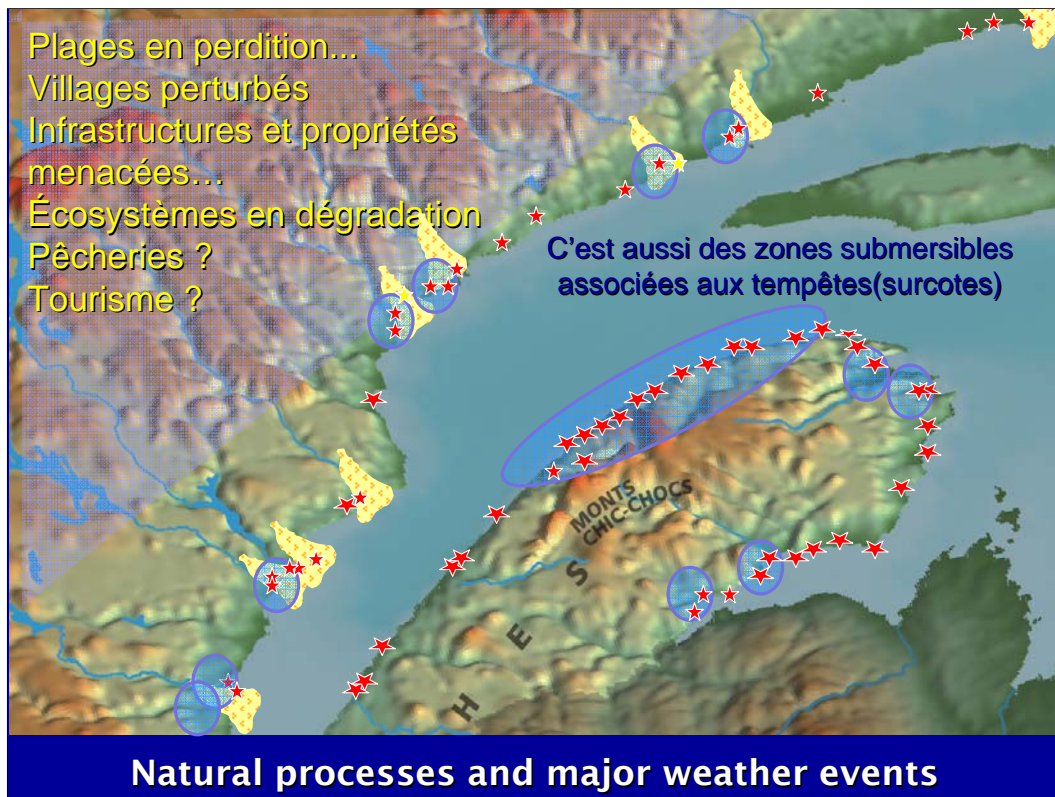 Plages en perdition...
Villages perturbés
Infrastructures et propriétés
menacées…
Écosystèmes en dégradation
Pêcheries ?
Tourisme ?
C'est aussi des zones submersibles
associées aux tempêtes(surcotes)
MONTS
CHIC-CHOCS
S
E
H
Natural processes and major weather events